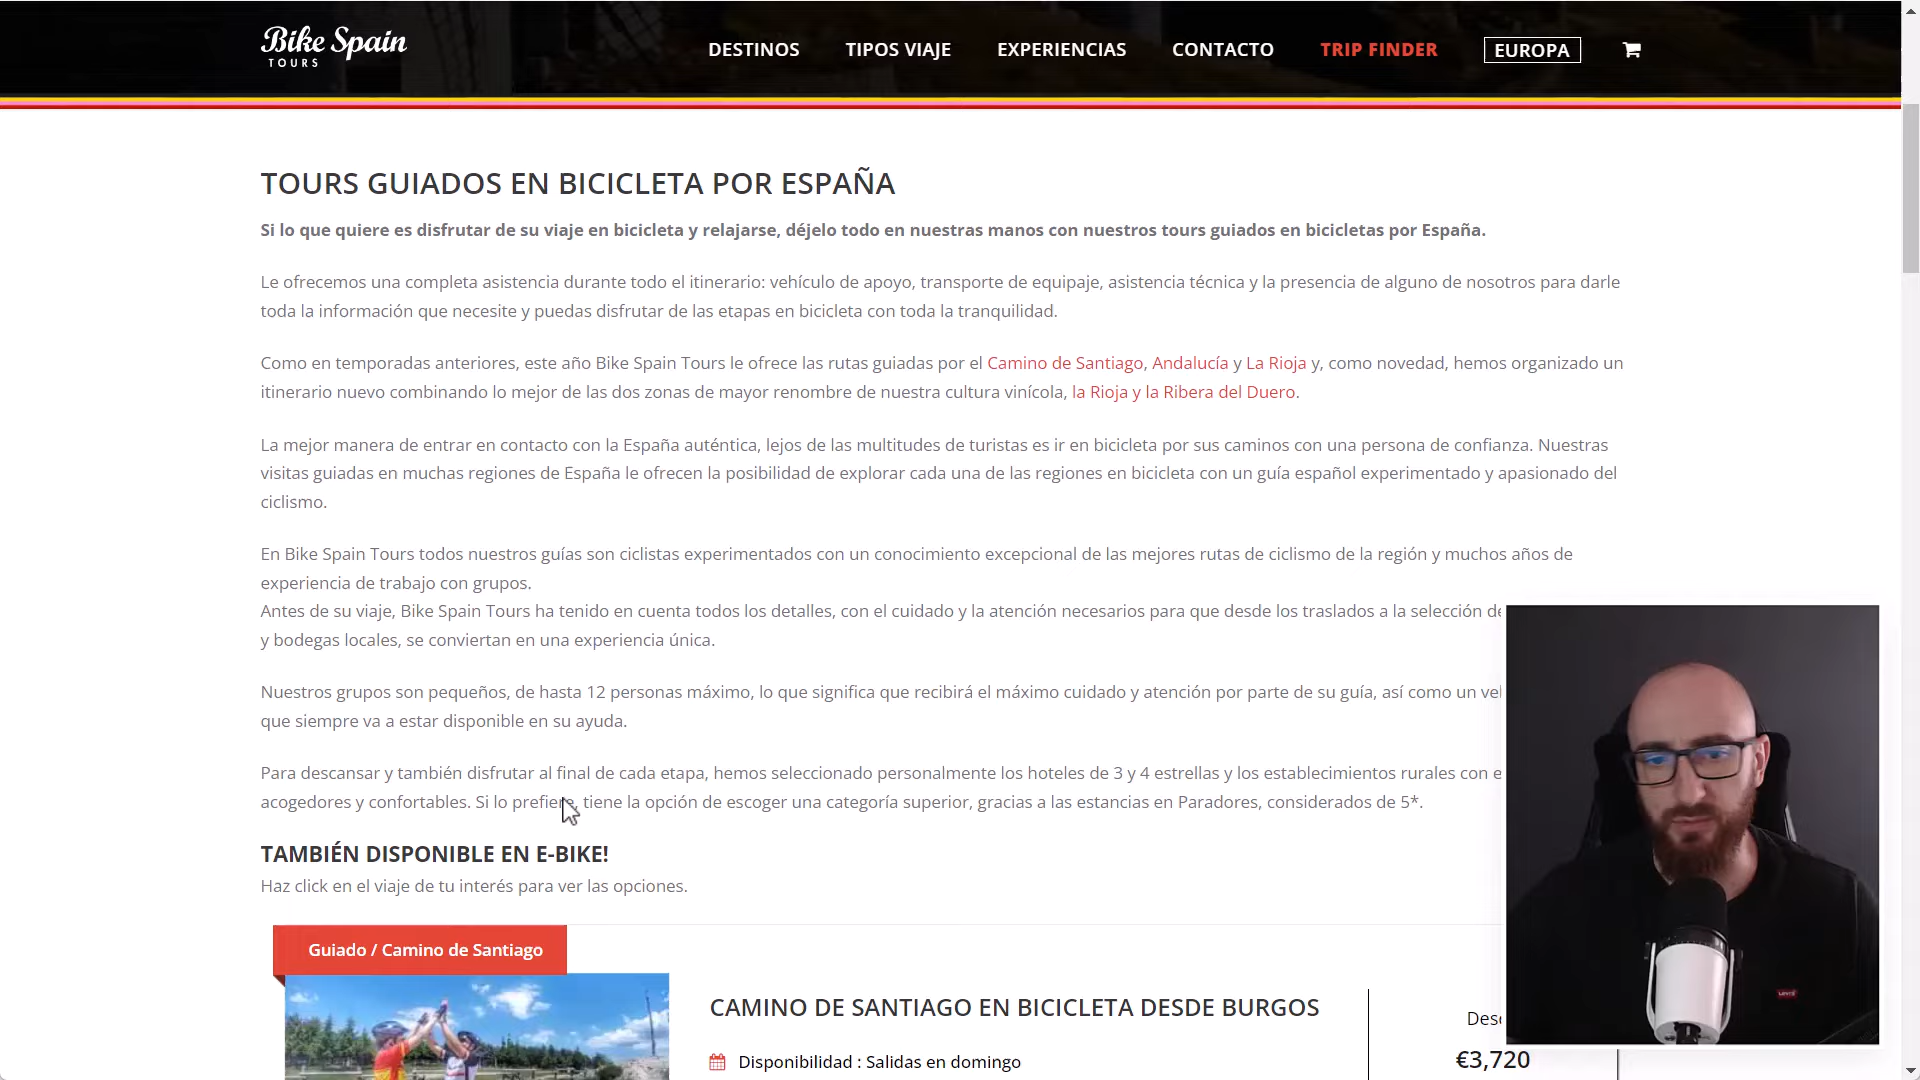 Bike Spain
TOURS
DESTINOS
TIPOS VIAJE
EXPERIENCIAS
CONTACTO
TRIP FINDER
EUROPA
TOURS GUIADOS EN BICICLETA POR ESPAÑA
Si lo que quiere es disfrutar de su viaje en bicicleta y relajarse, déjelo todo en nuestras manos con nuestros tours guiados en bicicletas por España.
Le ofrecemos una completa asistencia durante todo el itinerario: vehículo de apoyo, transporte de equipaje, asistencia técnica y la presencia de alguno de nosotros para darle
toda la información que necesite y puedas disfrutar de las etapas en bicicleta con toda la tranquilidad.
Como en temporadas anteriores, este año Bike Spain Tours le ofrece las rutas guiadas por el Camino de Santiago, Andalucía y La Rioja y, como novedad, hemos organizado un
itinerario nuevo combinando lo mejor de las dos zonas de mayor renombre de nuestra cultura vinícola, la Rioja y la Ribera del Duero.
La mejor manera de entrar en contacto con la España auténtica, lejos de las multitudes de turistas es ir en bicicleta por sus caminos con una persona de confianza. Nuestras
visitas guiadas en muchas regiones de España le ofrecen la posibilidad de explorar cada una de las regiones en bicicleta con un guía español experimentado y apasionado del
ciclismo.
En Bike Spain Tours todos nuestros guías son ciclistas experimentados con un conocimiento excepcional de las mejores rutas de ciclismo de la región y muchos años de
experiencia de trabajo con grupos.
Antes de su viaje, Bike Spain Tours ha tenido en cuenta todos los detalles, con el cuidado y la atención necesarios para que desde los traslados a la selección
y bodegas locales, se conviertan en una experiencia única.
Nuestros grupos son pequeños, de hasta 12 personas máximo, lo que significa que recibirá el máximo cuidado y atención por parte de su guía, así como un
que siempre va a estar disponible en su ayuda.
Para descansar y también disfrutar al final de cada etapa, hemos seleccionado personalmente los hoteles de 3 y 4 estrellas y los establecimientos rurales con
acogedores y confortables. Si lo prefiere, tiene la opción de escoger una categoría superior, gracias a las estancias en Paradores, considerados de 5*.
TAMBIÉN DISPONIBLE EN E-BIKE!
Haz click en el viaje de tu interés para ver las opciones.
Guiado / Camino de Santiago
CAMINO DE SANTIAGO EN BICICLETA DESDE BURGOS
Disponibilidad : Salidas en domingo
€3,720